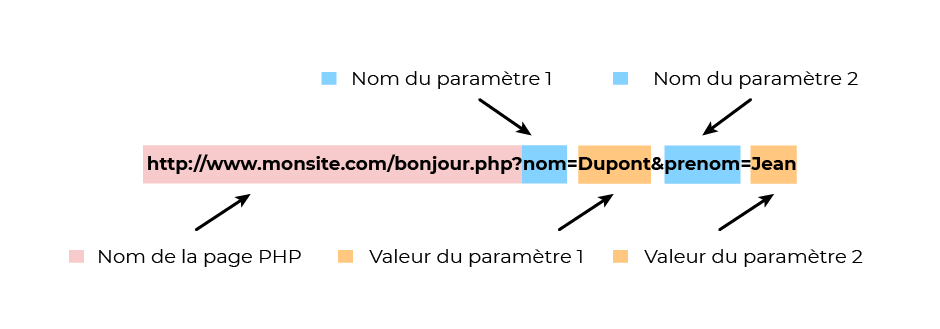 Nom du paramètre 1 Nom du paramètre 2
http://www.monsite.com/bonjour.php?nom=Dupont&prenom=Jean
Nom de la page PHP Valeur du paramètre 1 Valeur du paramètre 2